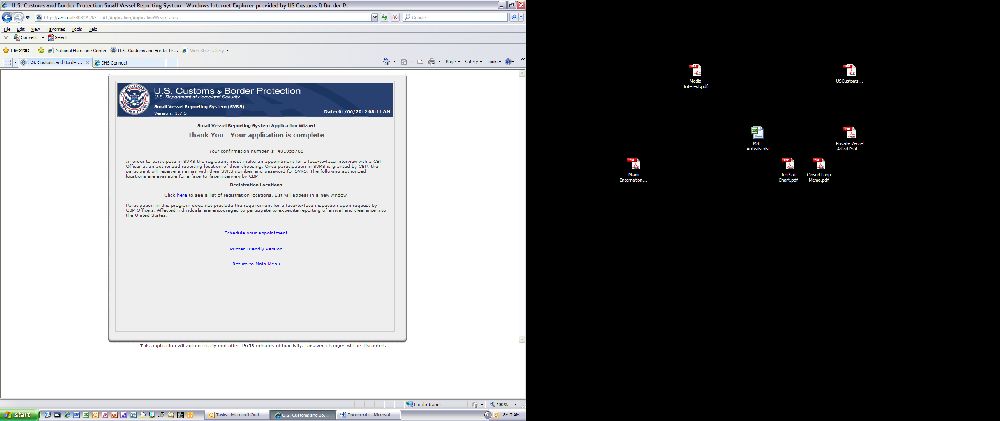 U.S. Customs and Border Protection Small Vessel Reporting System - Windows Internet Explorer provided by US Customs & Border Pr
http://svrs-uat:8080/SVRS_UAT/Application/ApplicationWizard.aspx
Google
File Edit View Favorites Tools Help
x Convert Select
Favorites National Hurricane Center U.S. Customs and Border Pr... Web Slice Gallery
U.S. Customs and Border... DHS Connect Page Safety Tools
U.S. Customs & Border Protection
U.S. Department of Homeland Security
Small Vessel Reporting System (SVRS)
Version: 1.7.5
Date: 01/06/2012 08:11 AM
Small Vessel Reporting System Application Wizard
Thank You - Your application is complete
Your confirmation number is: 401955788
In order to participate in SVRS the registrant must make an appointment for a face-to-face interview with a CBP
Officer at an authorized reporting location of their choosing. Once participation in SVRS is granted by CBP, the
participant will receive an email with their SVRS number and password for SVRS. The following authorized
locations are available for a face-to-face interview by CBP:
Registration Locations
Click here to see a list of registration locations. List will appear in a new window.
Participation in this program does not preclude the requirement for a face-to-face inspection upon request by
CBP Officers. Affected individuals are encouraged to participate to expedite reporting of arrival and clearance into
the United States.
Schedule your appointment
Printer Friendly Version
Return to Main Menu
This application will automatically end after 19:58 minutes of inactivity. Unsaved changes will be discarded.
Local intranet
100%
start
Tasks - Microsoft Outl...
U.S. Customs and Bo...
Document1 - Microsof...
8:42 AM
Media
Interest.pdf
USCustoms...
MSE
Arrivals.xls
Private Vessel
Arival Prot...
Miami
Internation...
Jus Soli
Chart.pdf
Closed Loop
Memo.pdf